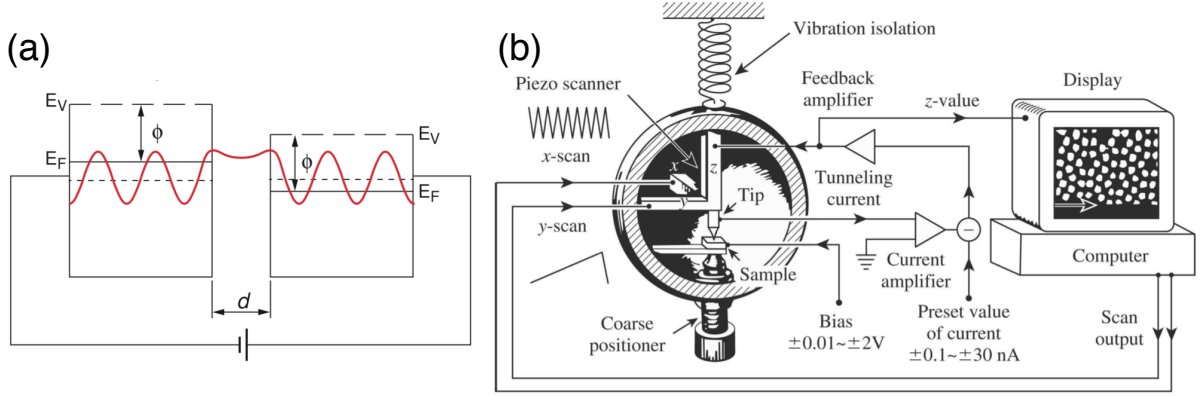 (a)
E_V
ϕ
E_F
E_V
ϕ
E_F
d
(b)
Vibration isolation
Piezo scanner
x-scan
y-scan
x
y
z
Feedback
amplifier
z-value
Display
Tunneling
current
Tip
Sample
Current
amplifier
Computer
Coarse
positioner
Bias
±0.01~±2V
Preset value
of current
±0.1~±30 nA
Scan
output